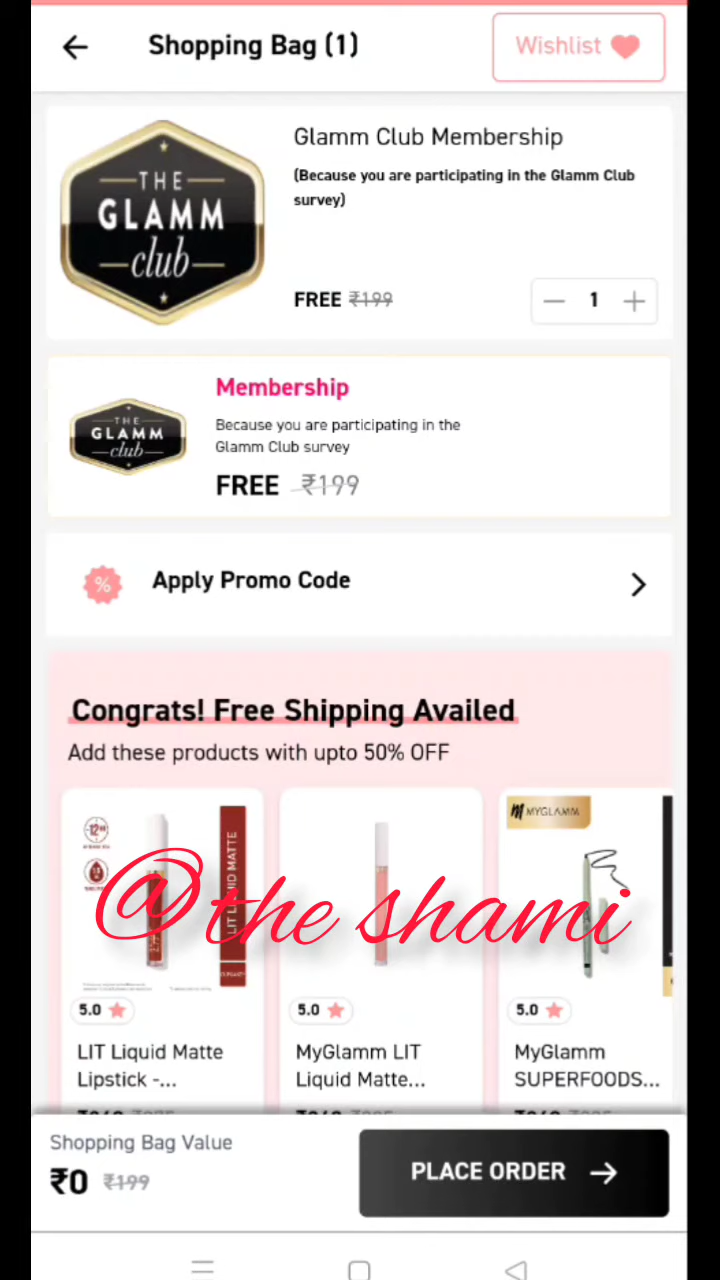 Shopping Bag (1)
Wishlist
THE
GLAMM
club
Glamm Club Membership
(Because you are participating in the Glamm Club
survey)
FREE ₹199
1
THE
GLAMM
club
Membership
Because you are participating in the
Glamm Club survey
FREE ₹199
%
Apply Promo Code
Congrats! Free Shipping Availed
Add these products with upto 50% OFF
LIT LIQUID MATTE
MYGLAMM
@the shami
5.0
5.0
5.0
LIT Liquid Matte
Lipstick -...
MyGlamm LIT
Liquid Matte...
MyGlamm
SUPERFOODS...
Shopping Bag Value
₹0 ₹199
PLACE ORDER